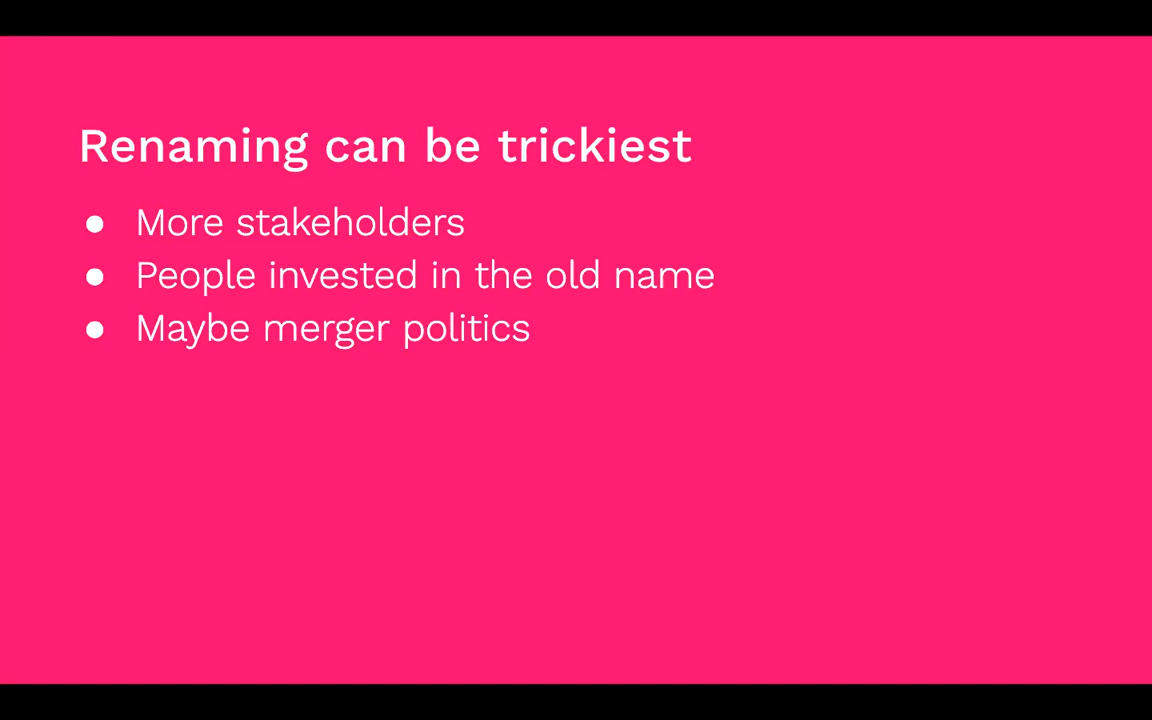 Renaming can be trickiest
● More stakeholders
● People invested in the old name
● Maybe merger politics